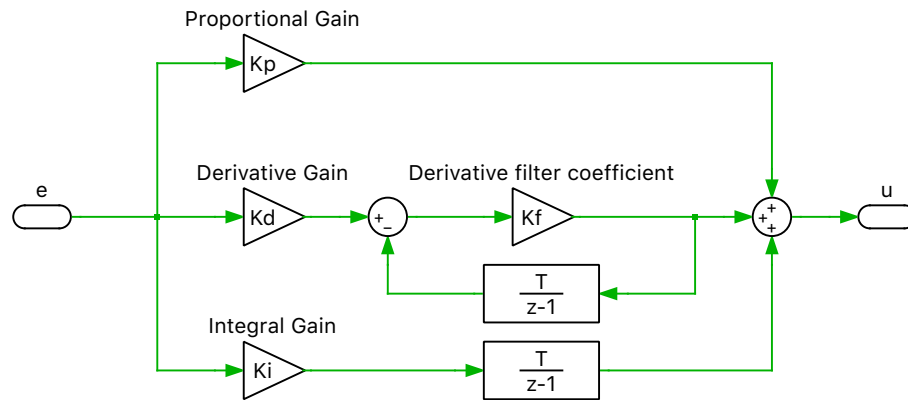 Proportional Gain
Kp
Derivative Gain
Derivative filter coefficient
e
u
Kd
+
−
Kf
+
+
+
T
z-1
Integral Gain
Ki
T
z-1